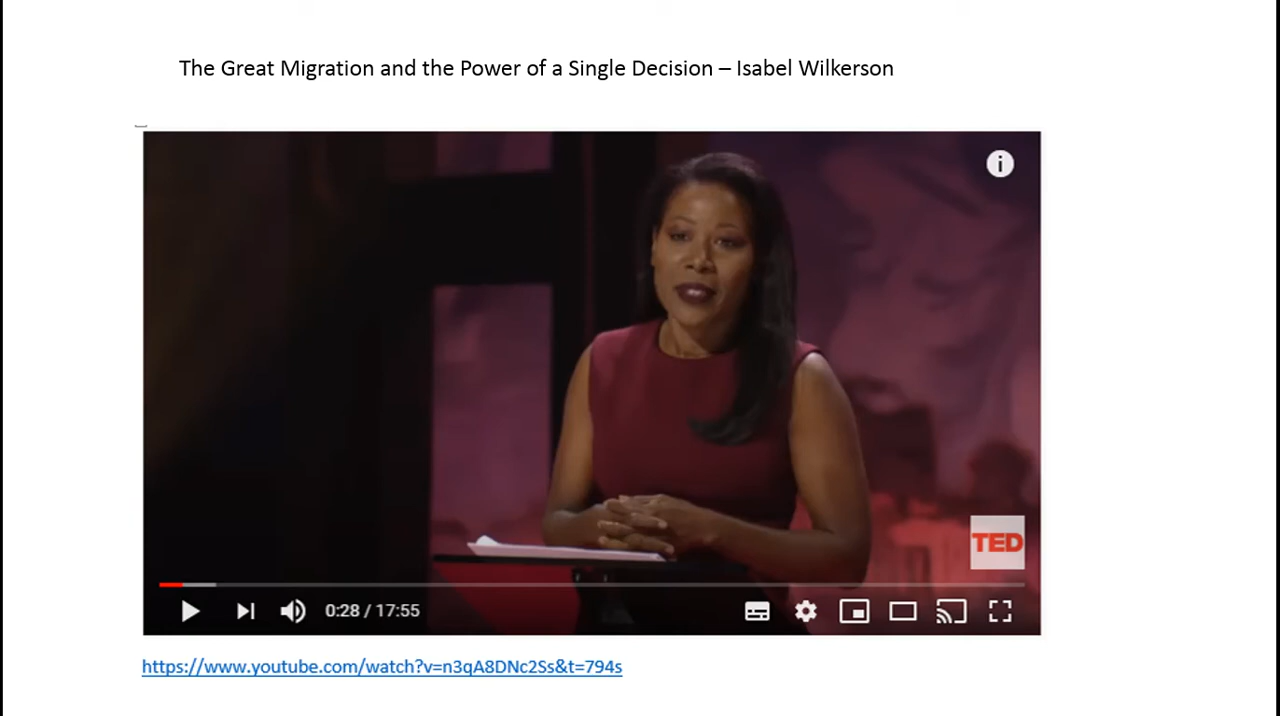 The Great Migration and the Power of a Single Decision – Isabel Wilkerson
i
TED
0:28 / 17:55
https://www.youtube.com/watch?v=n3qA8DNc2Ss&t=794s